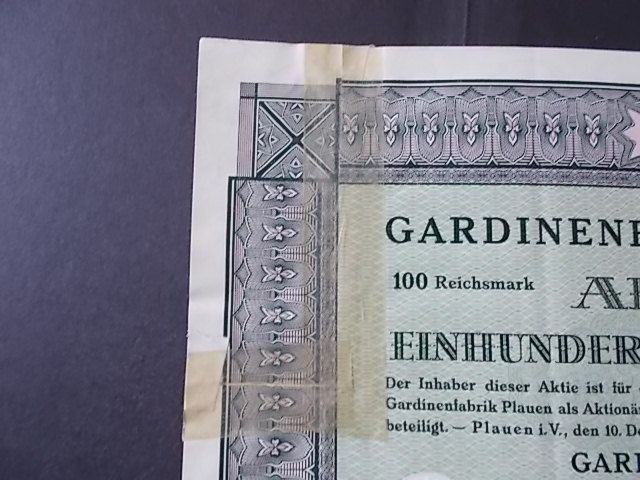 GARDINENF
100 Reichsmark
EINHUNDER
Der Inhaber dieser Aktie ist für
Gardinenfabrik Plauen als Aktionä
beteiligt. — Plauen i.V., den 10. De
GARD